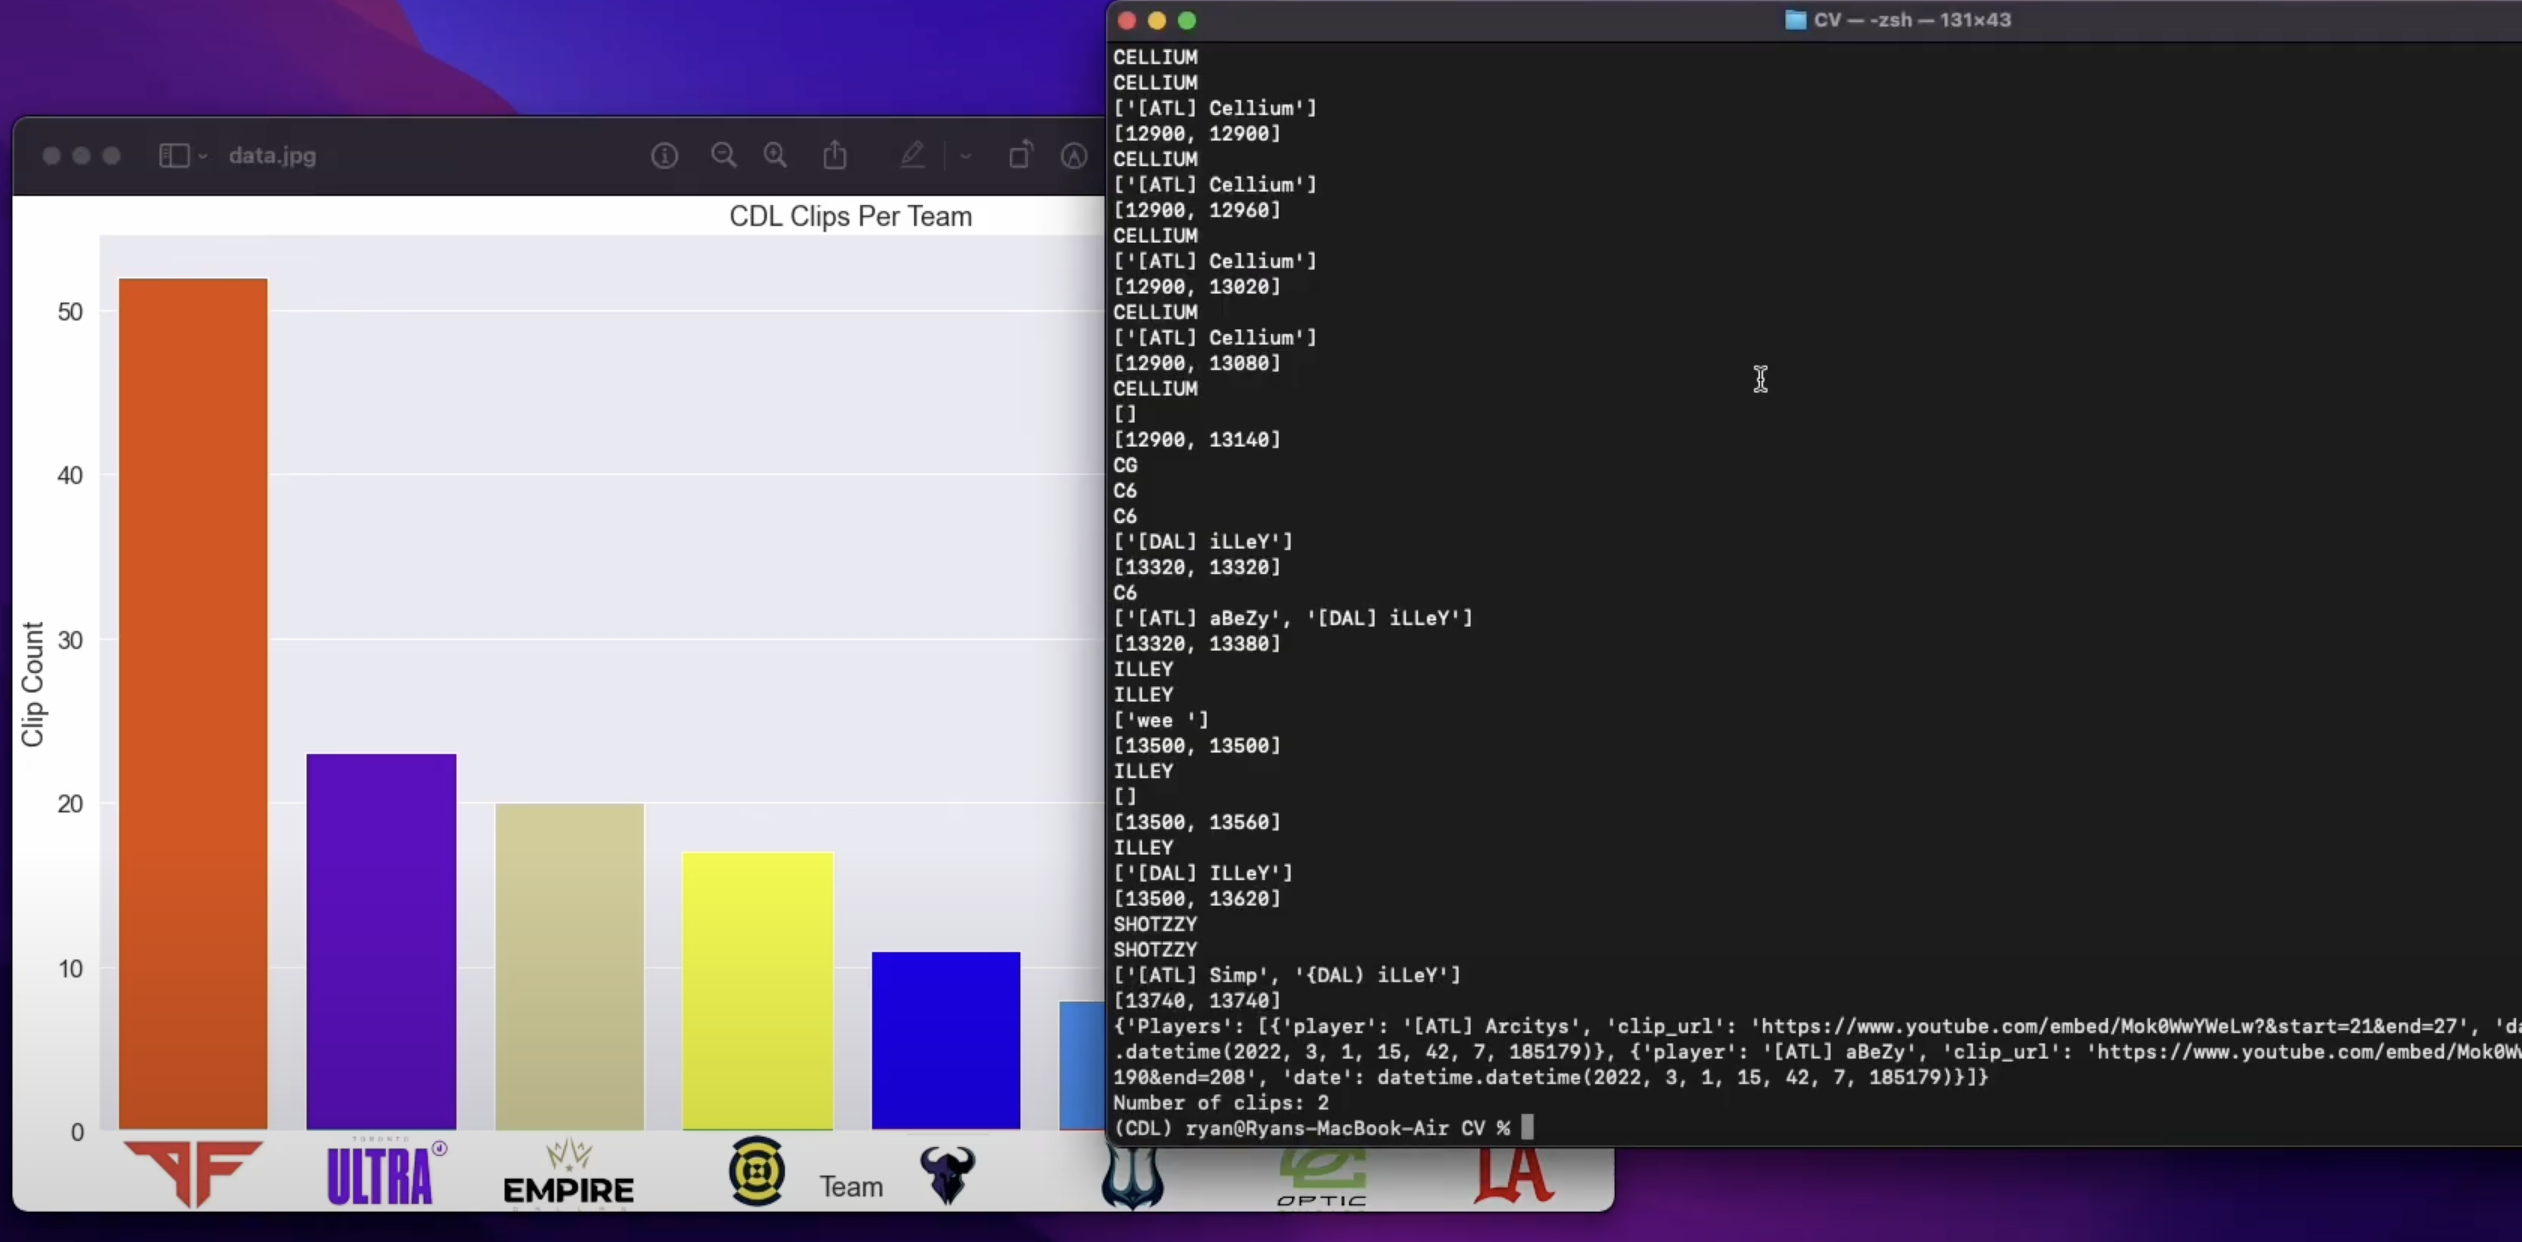 data.jpg
CDL Clips Per Team
50
40
30
20
10
0
Clip Count
TORONTO
ULTRA
EMPIRE
Team
OPTIC
LA
CV — -zsh — 131×43
CELLIUM
CELLIUM
['[ATL] Cellium']
[12900, 12900]
CELLIUM
['[ATL] Cellium']
[12900, 12960]
CELLIUM
['[ATL] Cellium']
[12900, 13020]
CELLIUM
['[ATL] Cellium']
[12900, 13080]
CELLIUM
[]
[12900, 13140]
CG
C6
C6
['[DAL] iLLeY']
[13320, 13320]
C6
['[ATL] aBeZy', '[DAL] iLLeY']
[13320, 13380]
ILLEY
ILLEY
['wee ']
[13500, 13500]
ILLEY
[]
[13500, 13560]
ILLEY
['[DAL] ILLeY']
[13500, 13620]
SHOTZZY
SHOTZZY
['[ATL] Simp', '{DAL) iLLeY']
[13740, 13740]
{'Players': [{'player': '[ATL] Arcitys', 'clip_url': 'https://www.youtube.com/embed/Mok0WwYWeLw?&start=21&end=27', 'da
.datetime(2022, 3, 1, 15, 42, 7, 185179)}, {'player': '[ATL] aBeZy', 'clip_url': 'https://www.youtube.com/embed/Mok0W
190&end=208', 'date': datetime.datetime(2022, 3, 1, 15, 42, 7, 185179)}]}
Number of clips: 2
(CDL) ryan@Ryans-MacBook-Air CV %